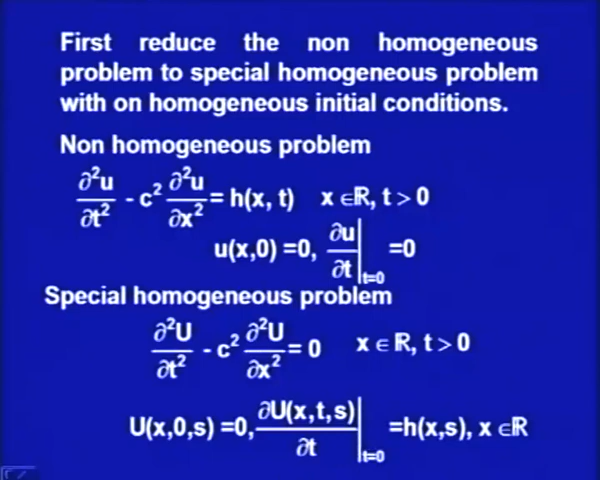 First reduce the non homogeneous
problem to special homogeneous problem
with on homogeneous initial conditions.
Non homogeneous problem
∂²u/∂t² - c² ∂²u/∂x² = h(x, t) x ∈ℝ, t > 0
u(x,0) =0, ∂u/∂t|t=0 =0
Special homogeneous problem
∂²U/∂t² - c² ∂²U/∂x² = 0 x ∈ ℝ, t > 0
U(x,0,s) =0, ∂U(x,t,s)/∂t|t=0 =h(x,s), x ∈ℝ